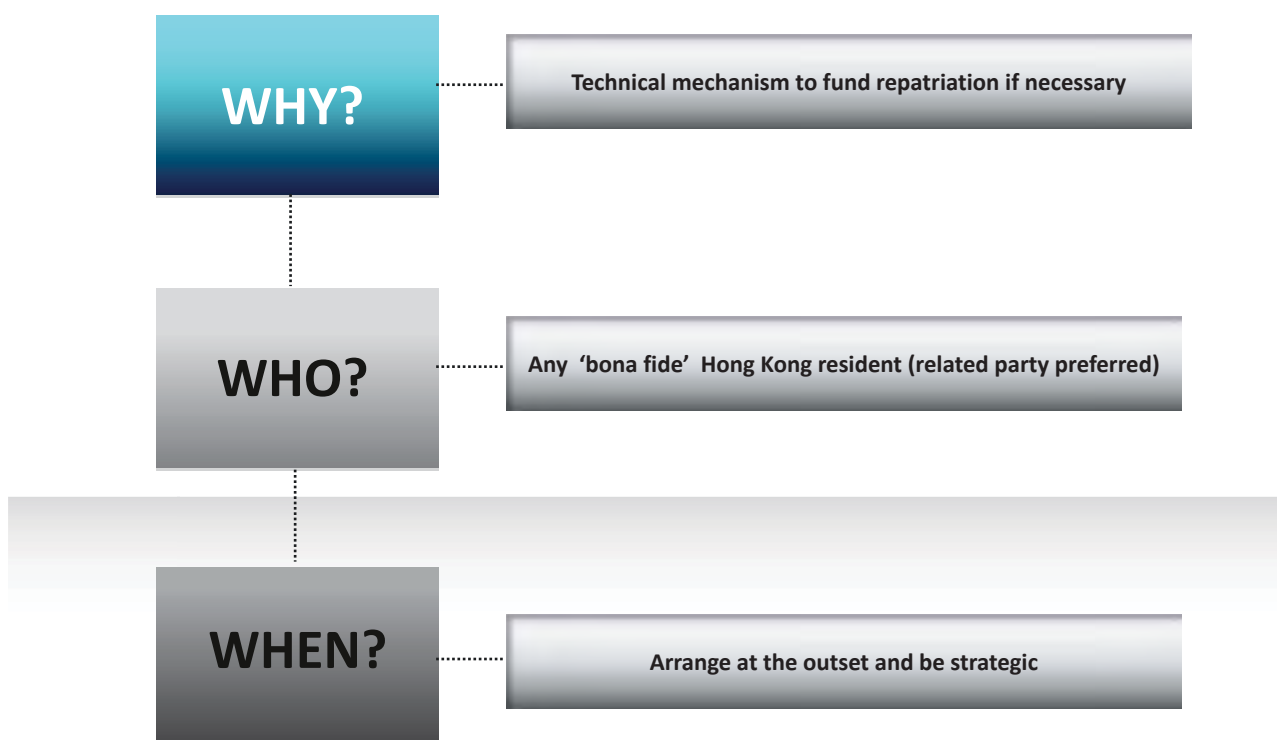 WHY?
Technical mechanism to fund repatriation if necessary
WHO?
Any ‘bona fide’ Hong Kong resident (related party preferred)
WHEN?
Arrange at the outset and be strategic